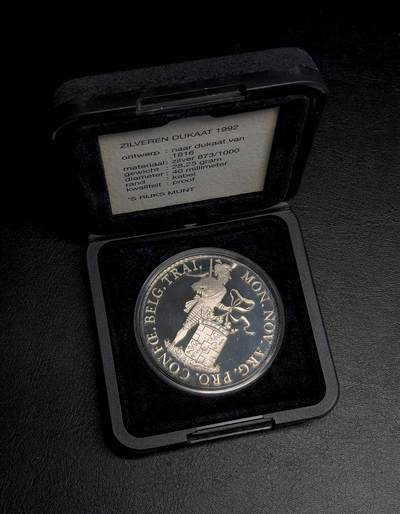 ZILVEREN DUKAAT 1992
ontwerp : naar dukaat van
1816
materiaal : zilver 873/1000
gewicht : 28.25 gram
diameter : 40 millimeter
rand : kabel
kwaliteit : proof
'S RIJKS MUNT
MON. NOV. ARG. PRO. CONFŒ. BELG. TRAI.